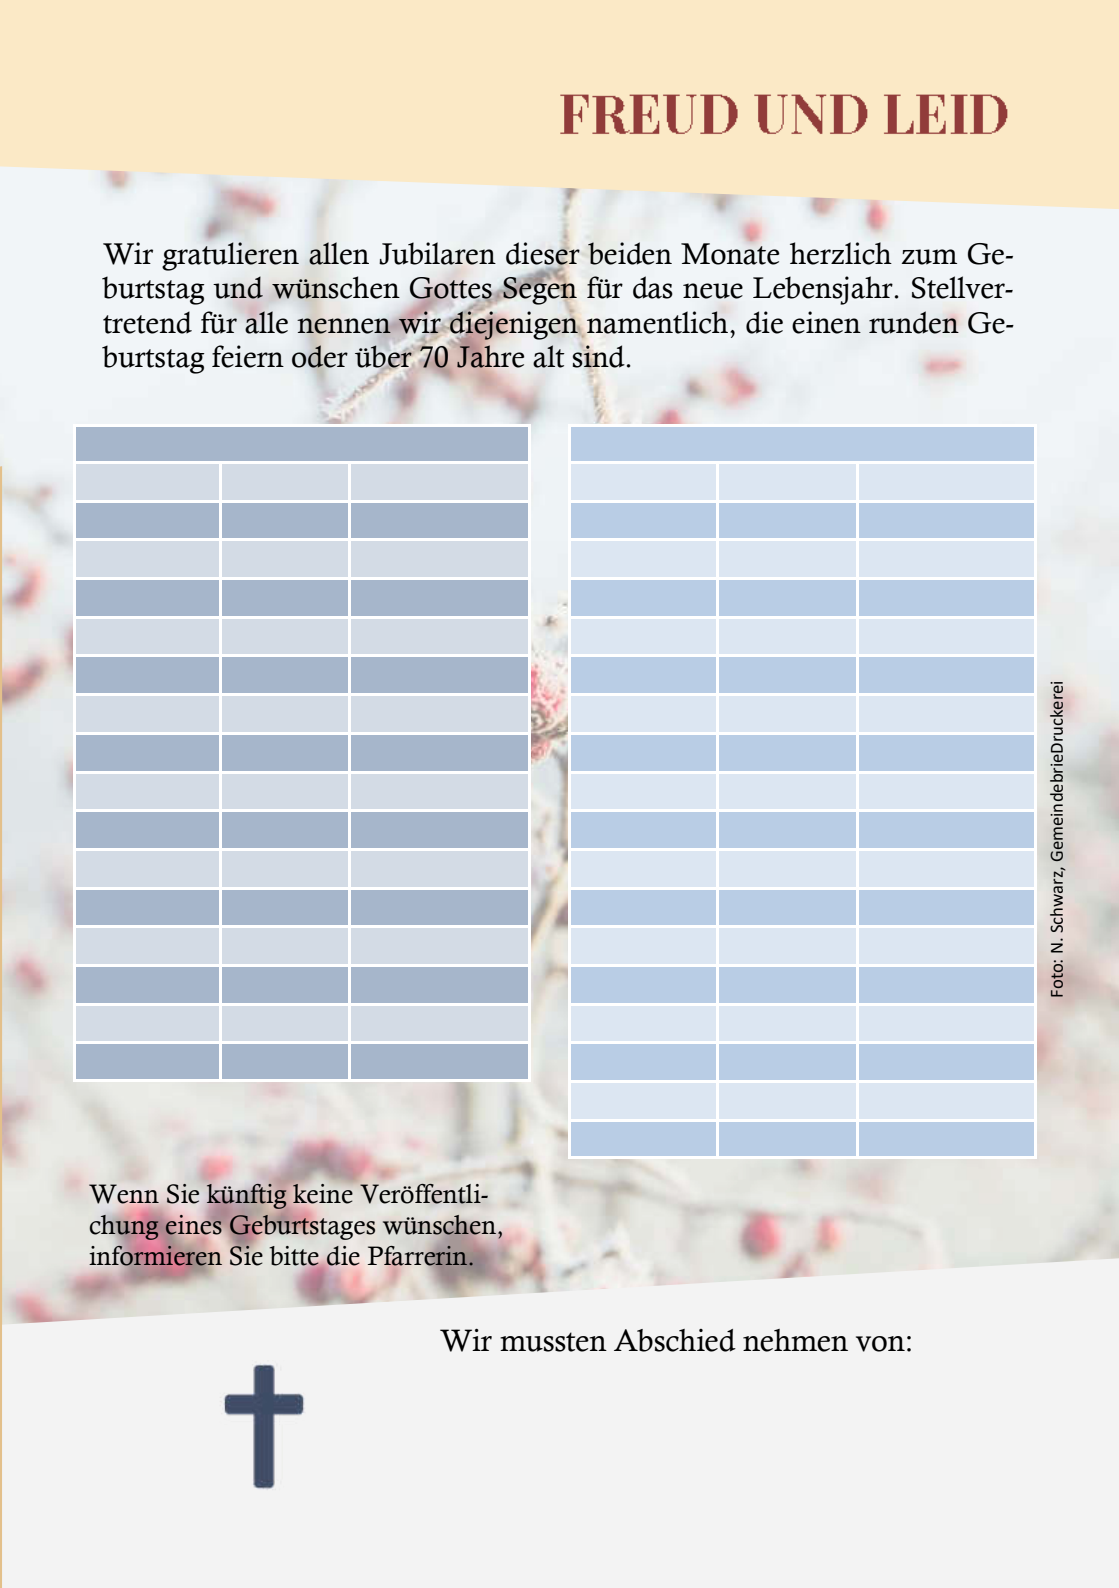 FREUD UND LEID
Wir gratulieren allen Jubilaren dieser beiden Monate herzlich zum Ge-
burtstag und wünschen Gottes Segen für das neue Lebensjahr. Stellver-
tretend für alle nennen wir diejenigen namentlich, die einen runden Ge-
burtstag feiern oder über 70 Jahre alt sind.
Foto: N. Schwarz, GemeindebrieDruckerei
Wenn Sie künftig keine Veröffentli-
chung eines Geburtstages wünschen,
informieren Sie bitte die Pfarrerin.
Wir mussten Abschied nehmen von: